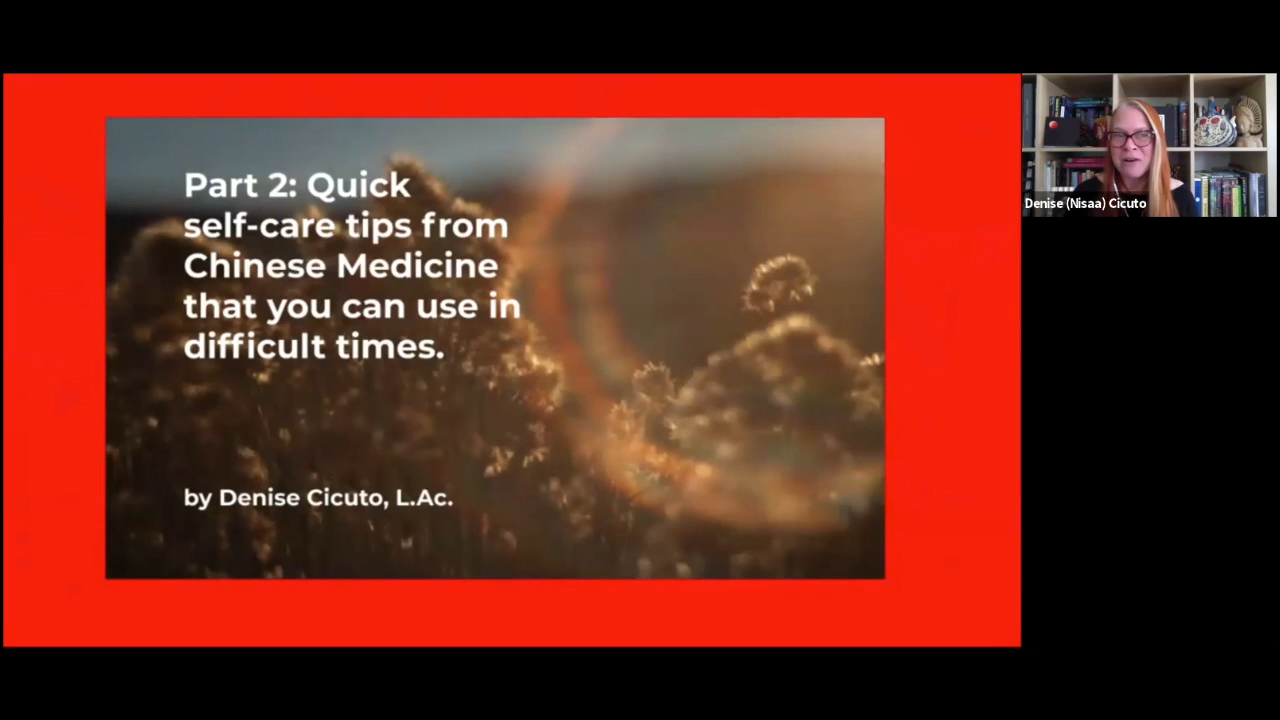 Part 2: Quick
self-care tips from
Chinese Medicine
that you can use in
difficult times.
by Denise Cicuto, L.Ac.
Denise (Nisaa) Cicuto